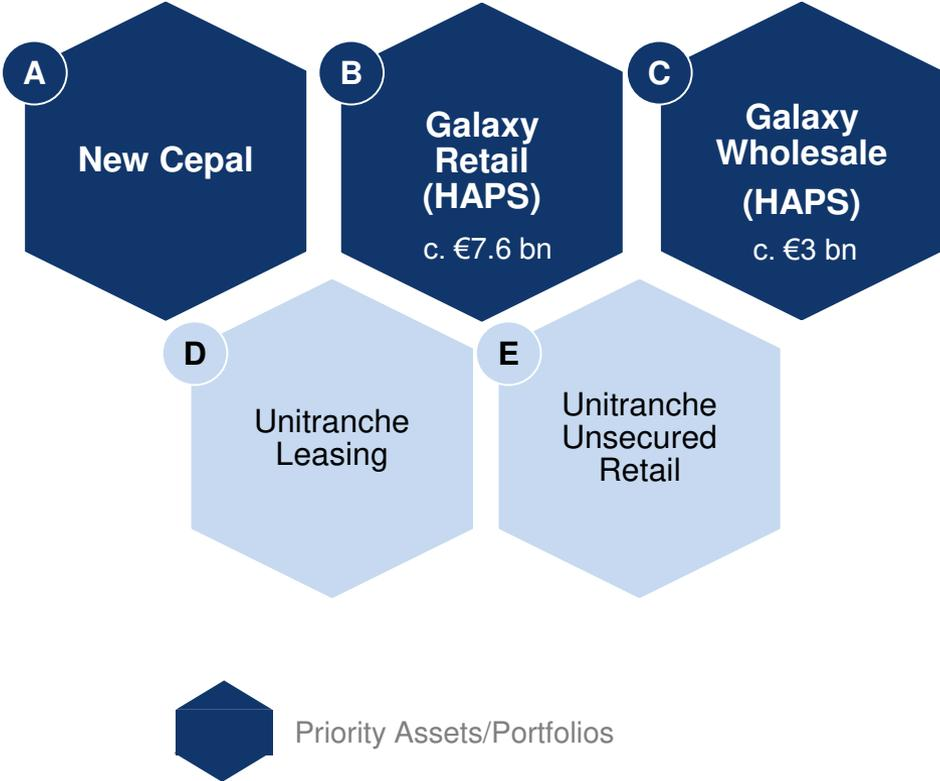 A
New Cepal
B
Galaxy
Retail
(HAPS)
c. €7.6 bn
C
Galaxy
Wholesale
(HAPS)
c. €3 bn
D
Unitranche
Leasing
E
Unitranche
Unsecured
Retail
Priority Assets/Portfolios